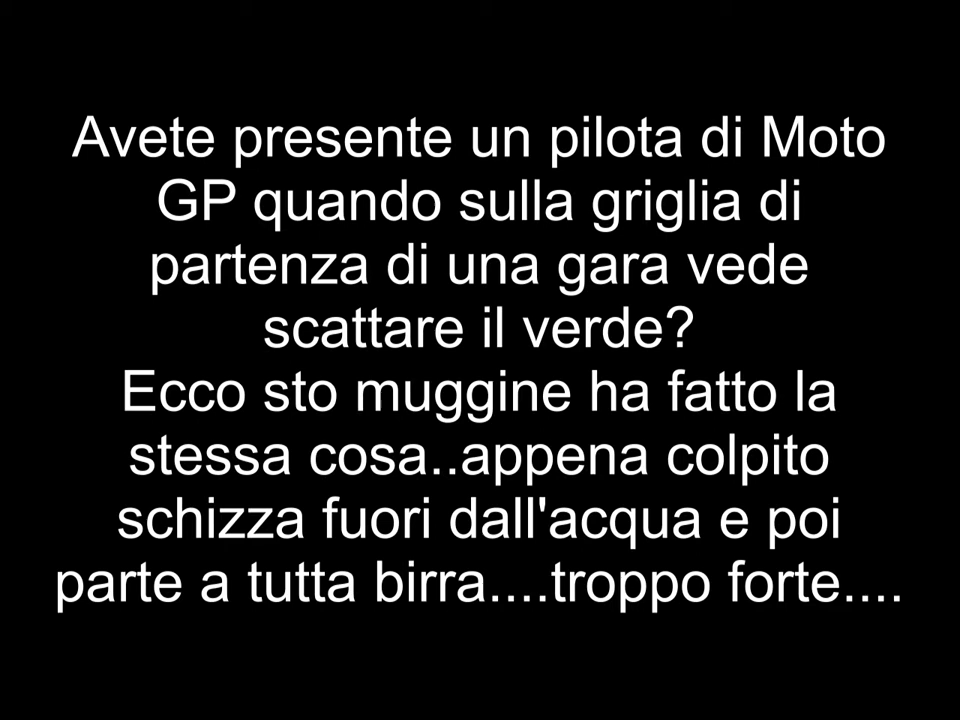 Avete presente un pilota di Moto
GP quando sulla griglia di
partenza di una gara vede
scattare il verde?
Ecco sto muggine ha fatto la
stessa cosa..appena colpito
schizza fuori dall'acqua e poi
parte a tutta birra....troppo forte....